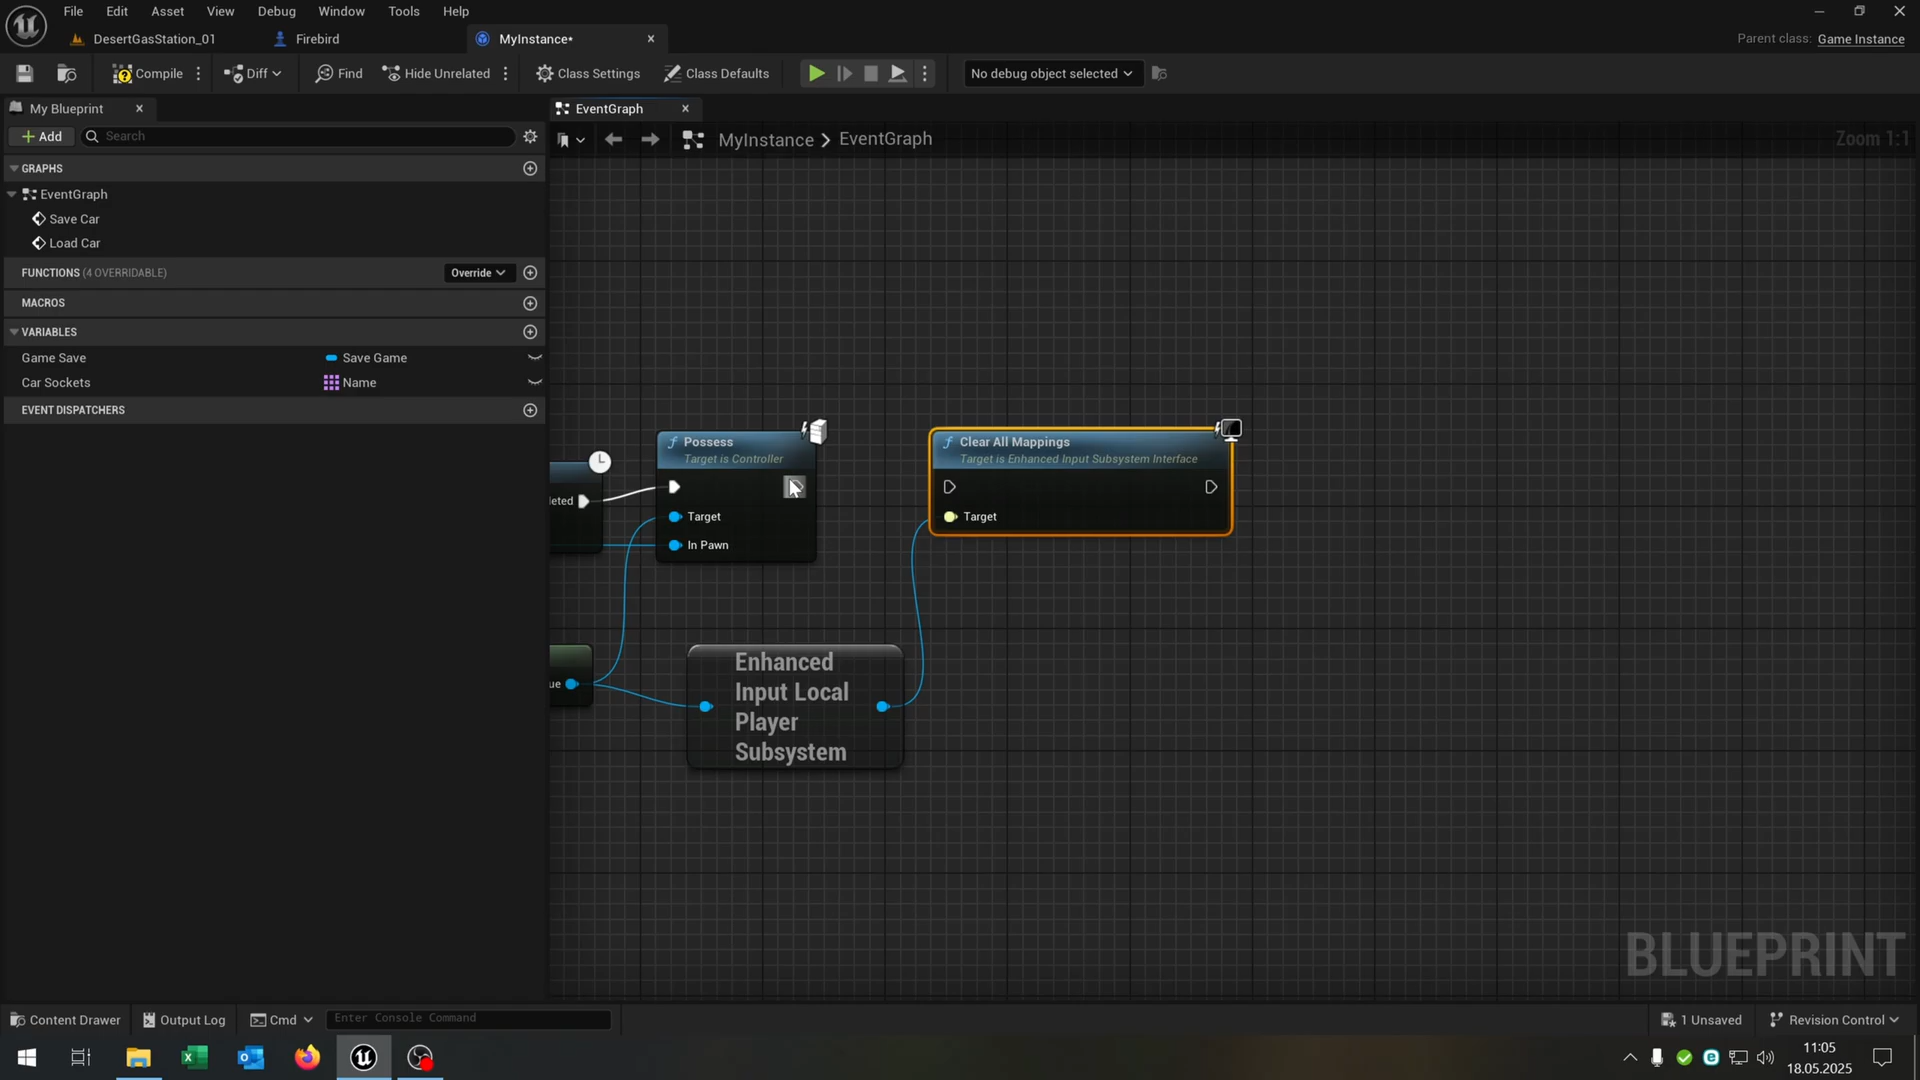 File Edit Asset View Debug Window Tools Help
DesertGasStation_01
Firebird
MyInstance*
Parent class: Game Instance
Compile
Diff
Find
Hide Unrelated
Class Settings
Class Defaults
No debug object selected
My Blueprint
EventGraph
Add
Search
MyInstance > EventGraph
Zoom 1:1
GRAPHS
EventGraph
Save Car
Load Car
FUNCTIONS (4 OVERRIDABLE)
Override
MACROS
VARIABLES
Game Save
Save Game
Car Sockets
Name
EVENT DISPATCHERS
Possess
Target is Controller
Target
In Pawn
leted
ue
Clear All Mappings
Target is Enhanced Input Subsystem Interface
Target
Enhanced
Input Local
Player
Subsystem
BLUEPRINT
Content Drawer
Output Log
Cmd
Enter Console Command
1 Unsaved
Revision Control
11:05
18.05.2025